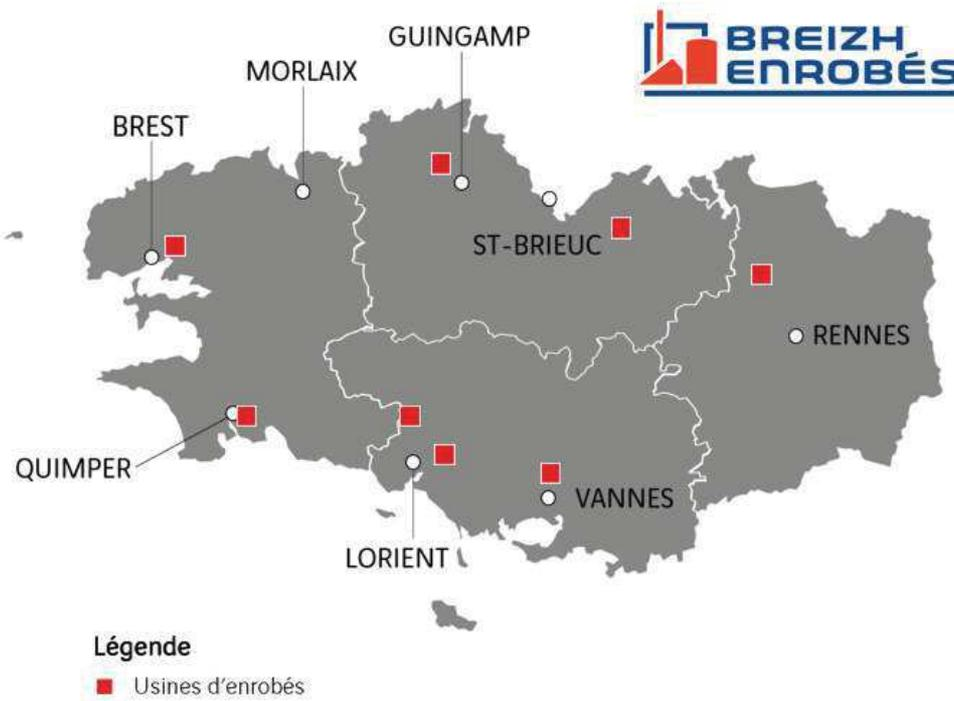 GUINGAMP
BREIZH
ENROBÉS
MORLAIX
BREST
ST-BRIEUC
RENNES
QUIMPER
VANNES
LORIENT
Légende
Usines d'enrobés